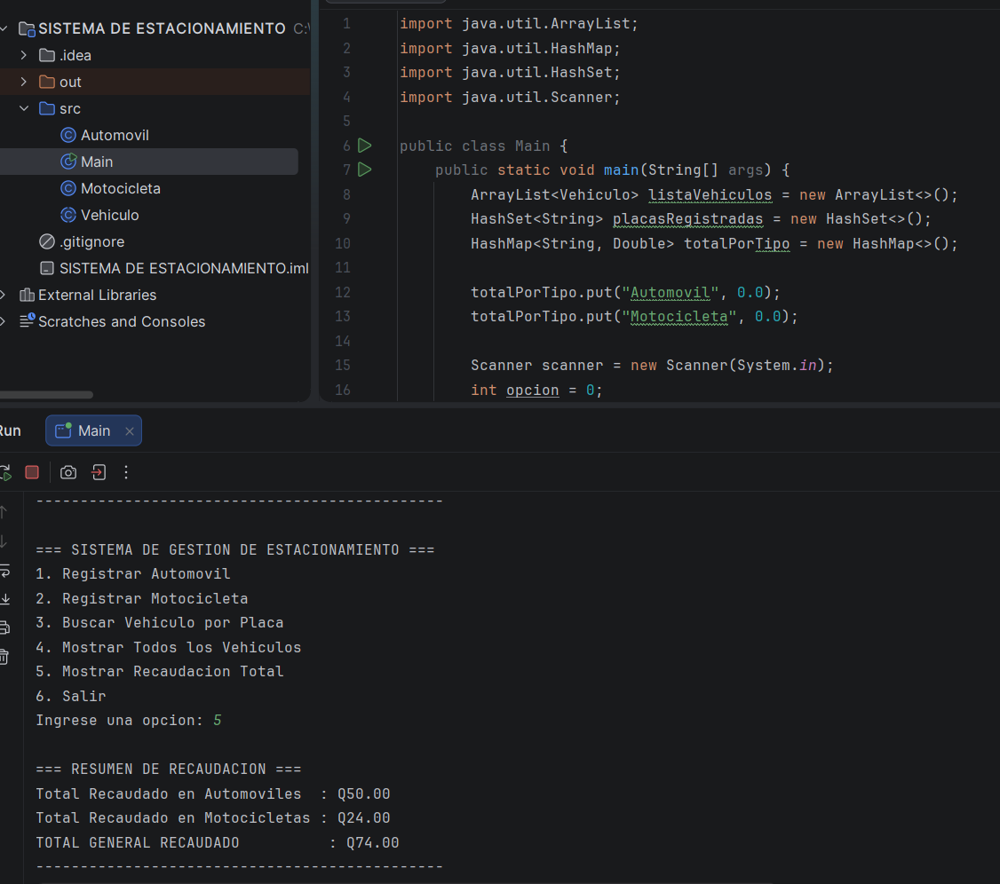 SISTEMA DE ESTACIONAMIENTO C:\
.idea
out
src
Automovil
Main
Motocicleta
Vehiculo
.gitignore
SISTEMA DE ESTACIONAMIENTO.iml
External Libraries
Scratches and Consoles
1 import java.util.ArrayList;
2 import java.util.HashMap;
3 import java.util.HashSet;
4 import java.util.Scanner;
5
6 public class Main {
7 public static void main(String[] args) {
8 ArrayList<Vehiculo> listaVehiculos = new ArrayList<>();
9 HashSet<String> placasRegistradas = new HashSet<>();
10 HashMap<String, Double> totalPorTipo = new HashMap<>();
11
12 totalPorTipo.put("Automovil", 0.0);
13 totalPorTipo.put("Motocicleta", 0.0);
14
15 Scanner scanner = new Scanner(System.in);
16 int opcion = 0;
Run
Main
----------------------------------------------
=== SISTEMA DE GESTION DE ESTACIONAMIENTO ===
1. Registrar Automovil
2. Registrar Motocicleta
3. Buscar Vehiculo por Placa
4. Mostrar Todos los Vehiculos
5. Mostrar Recaudacion Total
6. Salir
Ingrese una opcion: 5
=== RESUMEN DE RECAUDACION ===
Total Recaudado en Automoviles  : Q50.00
Total Recaudado en Motocicletas : Q24.00
TOTAL GENERAL RECAUDADO          : Q74.00
----------------------------------------------